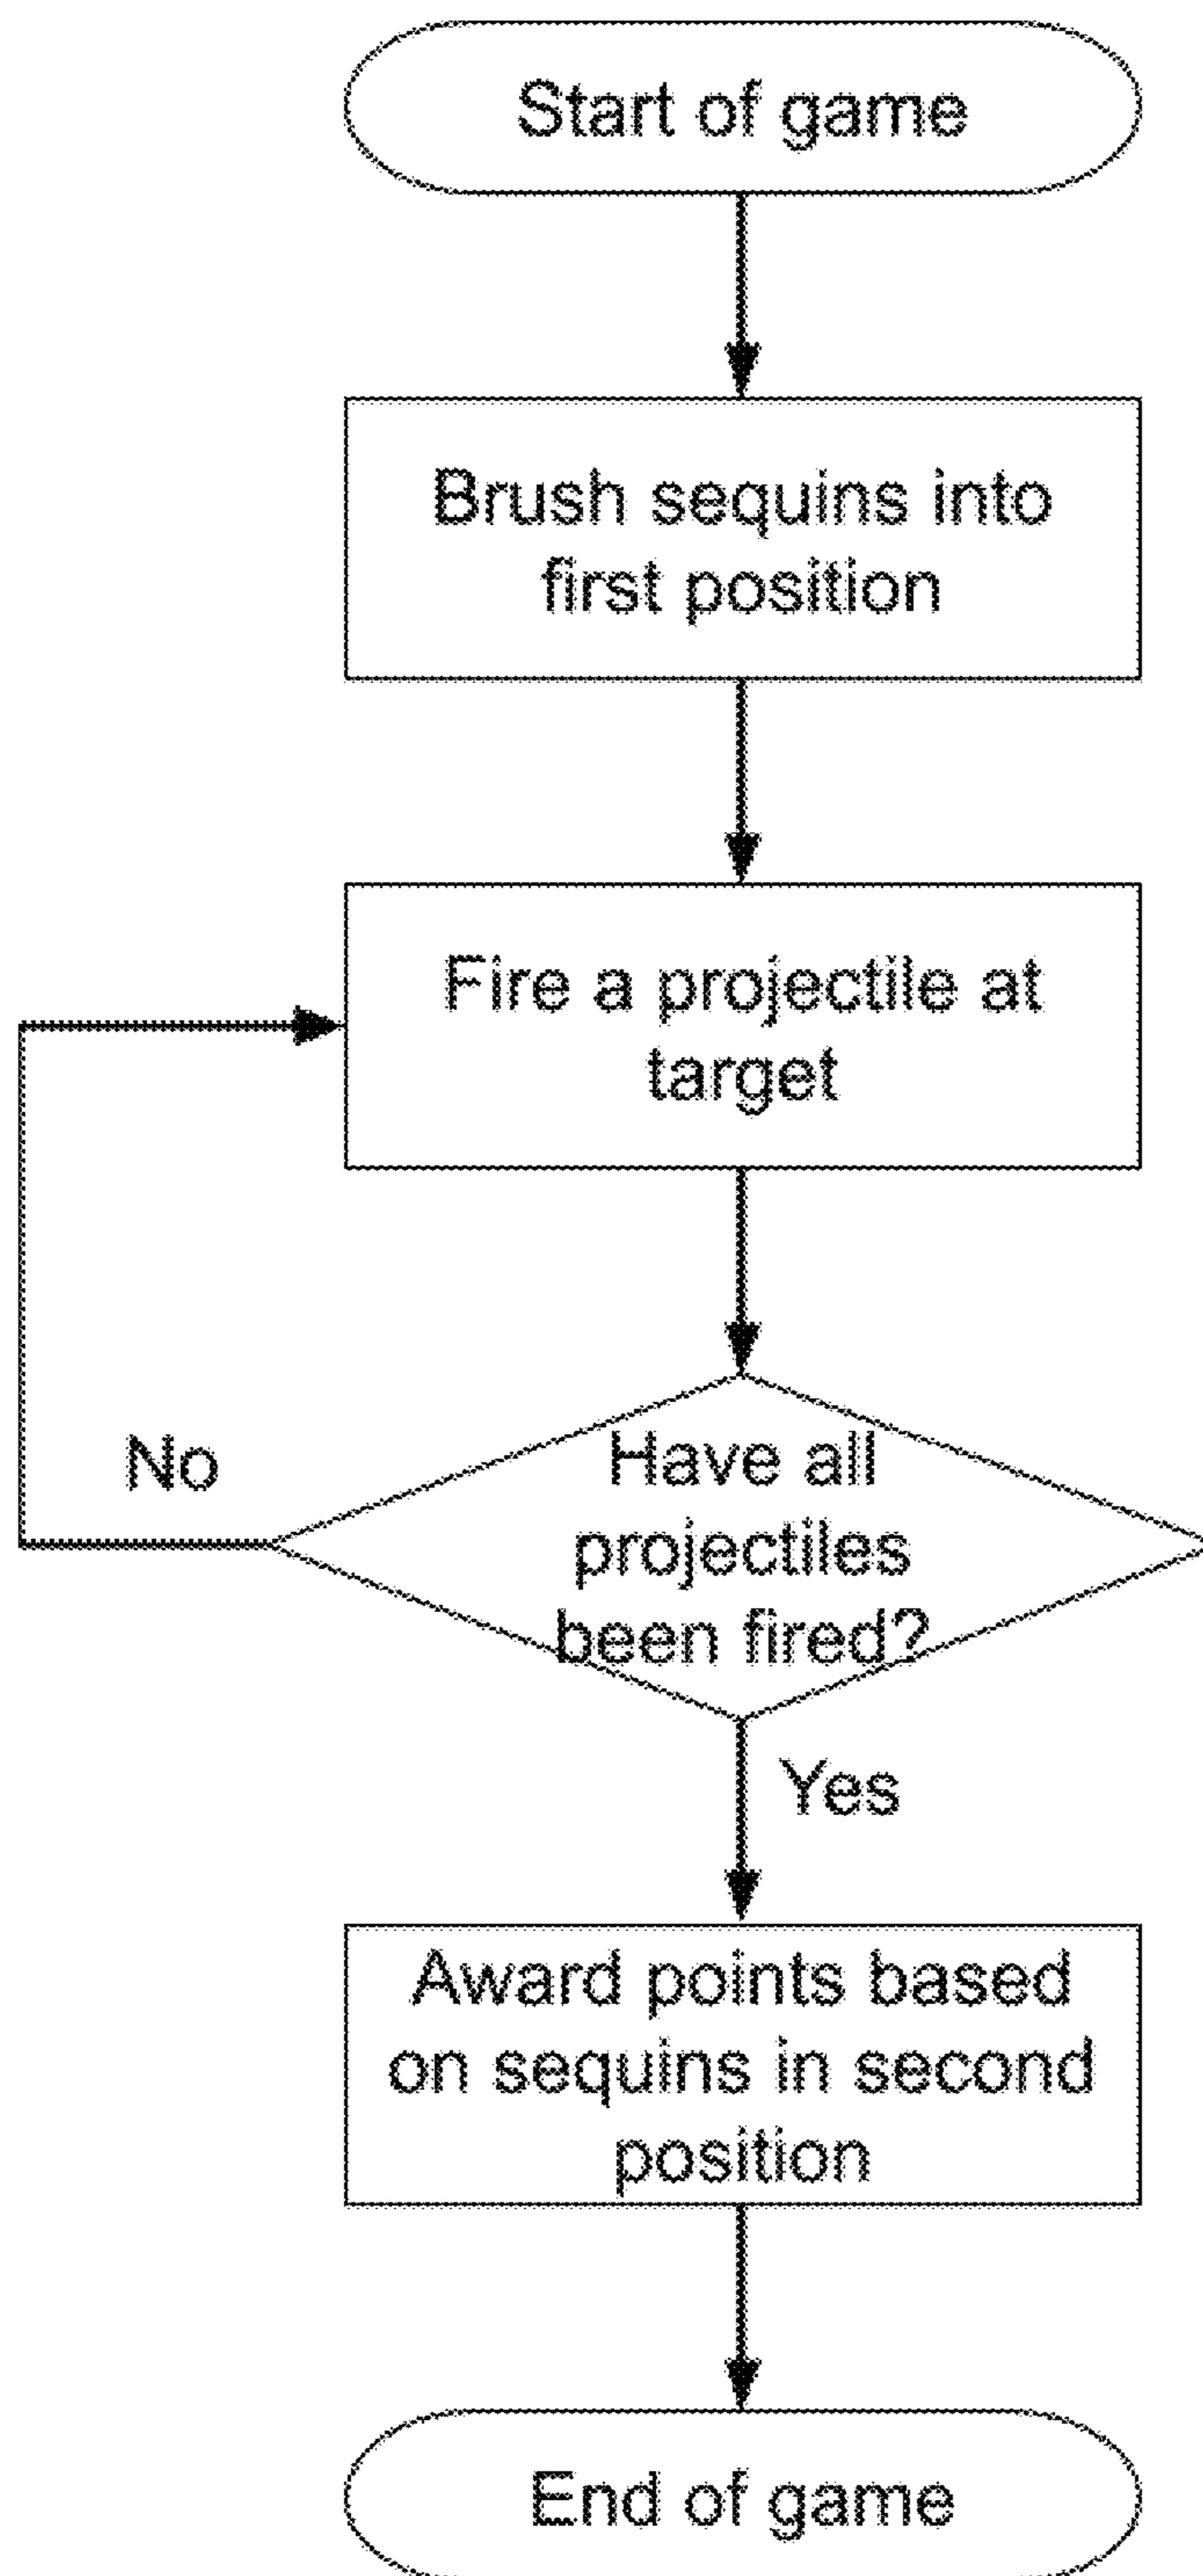 Start of game
Brush sequins into
first position
Fire a projectile at
target
No
Have all
projectiles
been fired?
Yes
Award points based
on sequins in second
position
End of game